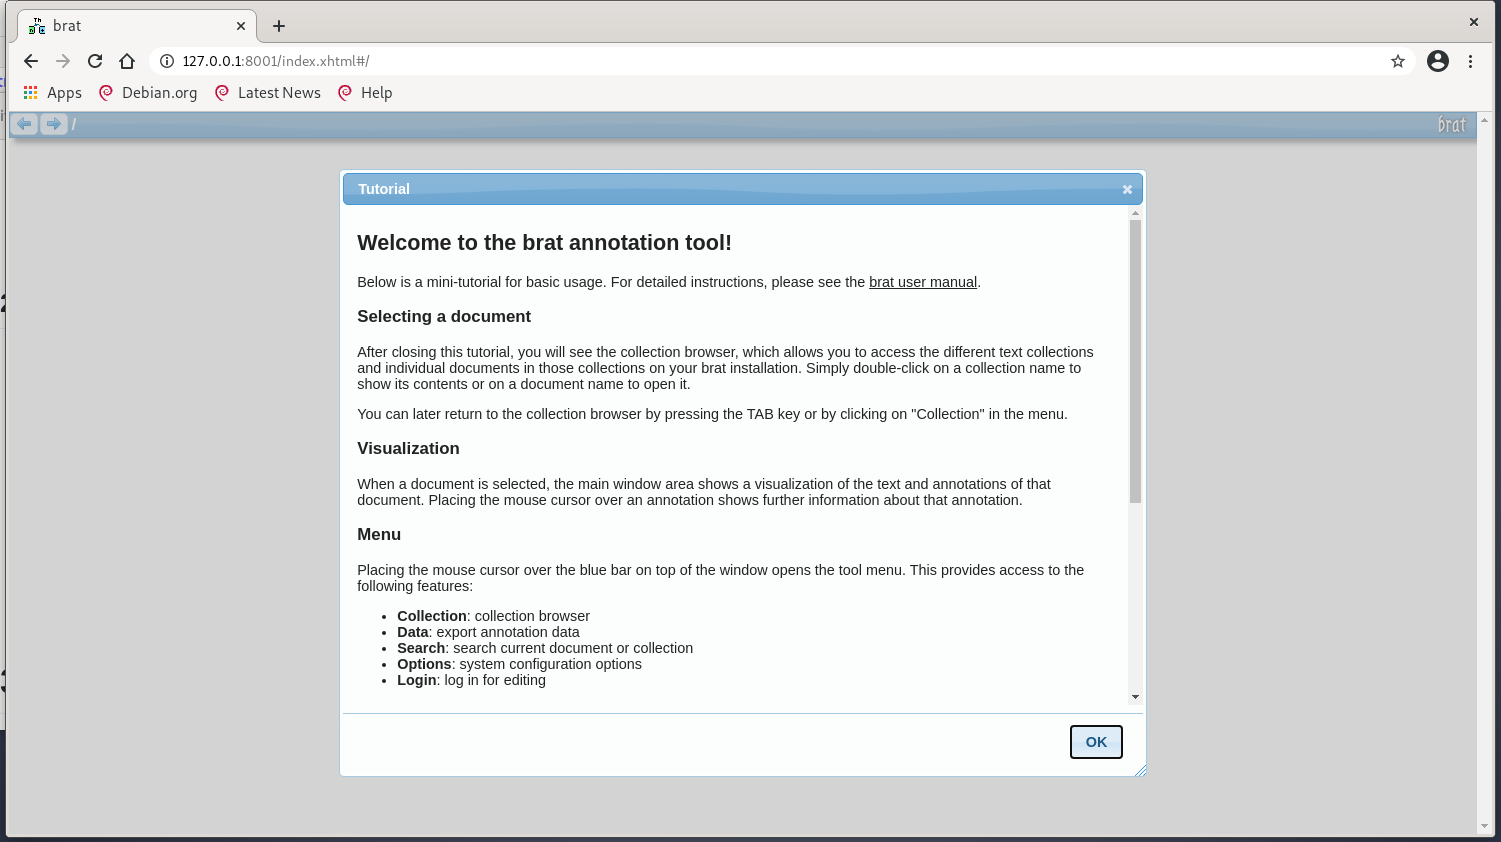 brat
127.0.0.1:8001/index.xhtml#/
Apps Debian.org Latest News Help
/ brat
Tutorial
Welcome to the brat annotation tool!
Below is a mini-tutorial for basic usage. For detailed instructions, please see the brat user manual.
Selecting a document
After closing this tutorial, you will see the collection browser, which allows you to access the different text collections
and individual documents in those collections on your brat installation. Simply double-click on a collection name to
show its contents or on a document name to open it.
You can later return to the collection browser by pressing the TAB key or by clicking on "Collection" in the menu.
Visualization
When a document is selected, the main window area shows a visualization of the text and annotations of that
document. Placing the mouse cursor over an annotation shows further information about that annotation.
Menu
Placing the mouse cursor over the blue bar on top of the window opens the tool menu. This provides access to the
following features:
• Collection: collection browser
• Data: export annotation data
• Search: search current document or collection
• Options: system configuration options
• Login: log in for editing
OK